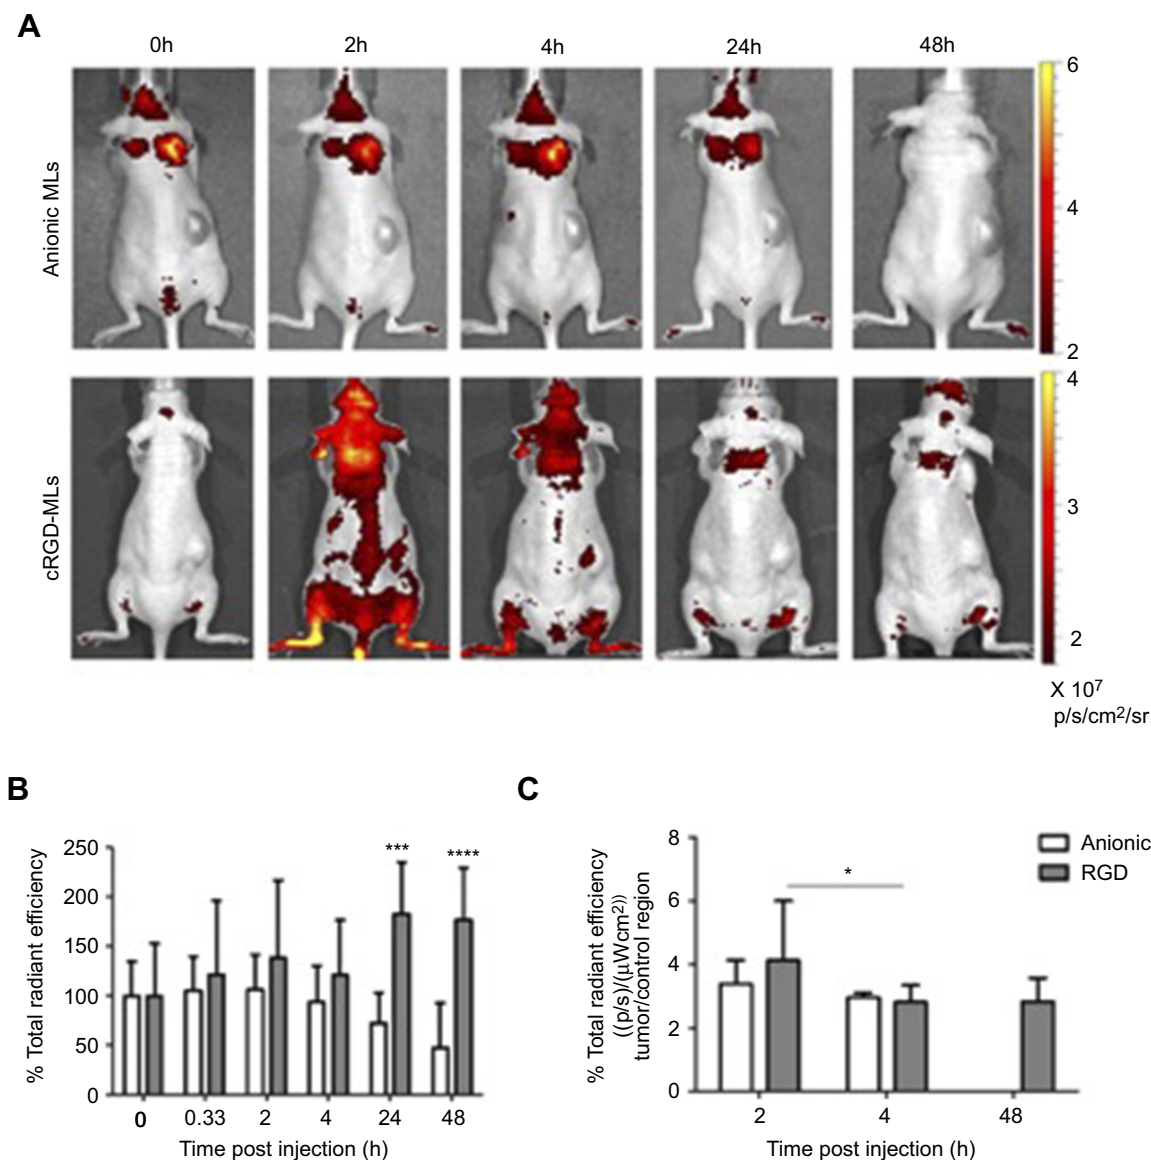 A
0h 2h 4h 24h 48h
Anionic MLs
6
4
2
cRGD-MLs
4
3
2
X 10⁷
p/s/cm²/sr
B
% Total radiant efficiency
250
200
150
100
50
0
*** ****
0 0.33 2 4 24 48
Time post injection (h)
C
% Total radiant efficiency
((p/s)/(µWcm²))
tumor/control region
8
6
4
2
0
*
2 4 48
Time post injection (h)
Anionic
RGD